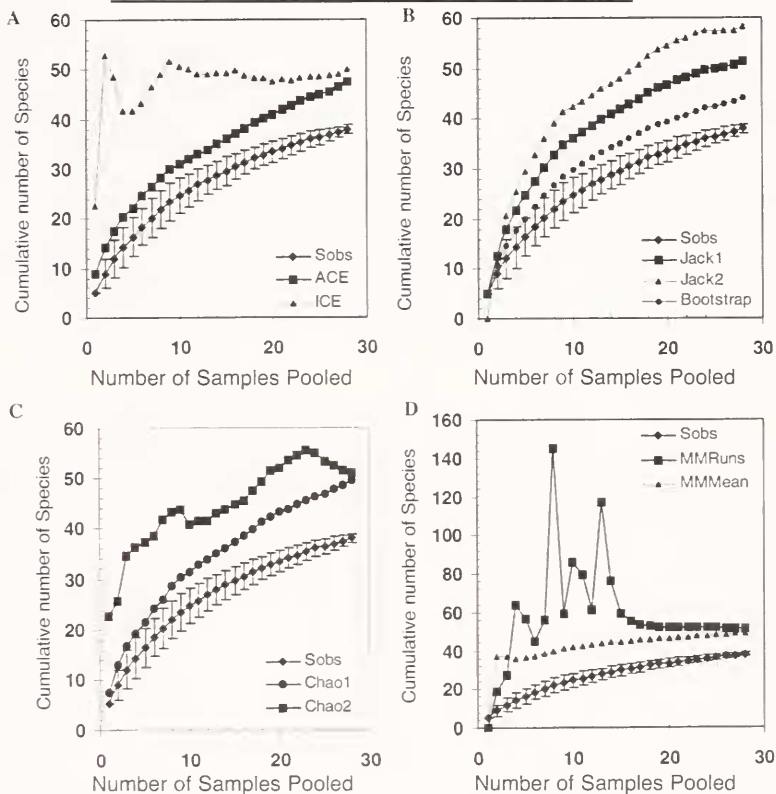 A
Cumulative number of Species
60
50
40
30
20
10
0
Sobs
ACE
ICE
0
10
20
30
Number of Samples Pooled
B
Cumulative number of Species
60
50
40
30
20
10
0
Sobs
Jack1
Jack2
Bootstrap
0
10
20
30
Number of Samples Pooled
C
Cumulative number of Species
60
50
40
30
20
10
0
Sobs
Chao1
Chao2
0
10
20
30
Number of Samples Pooled
D
Cumulative number of Species
160
140
120
100
80
60
40
20
0
Sobs
MMRuns
MMMean
0
10
20
30
Number of Samples Pooled